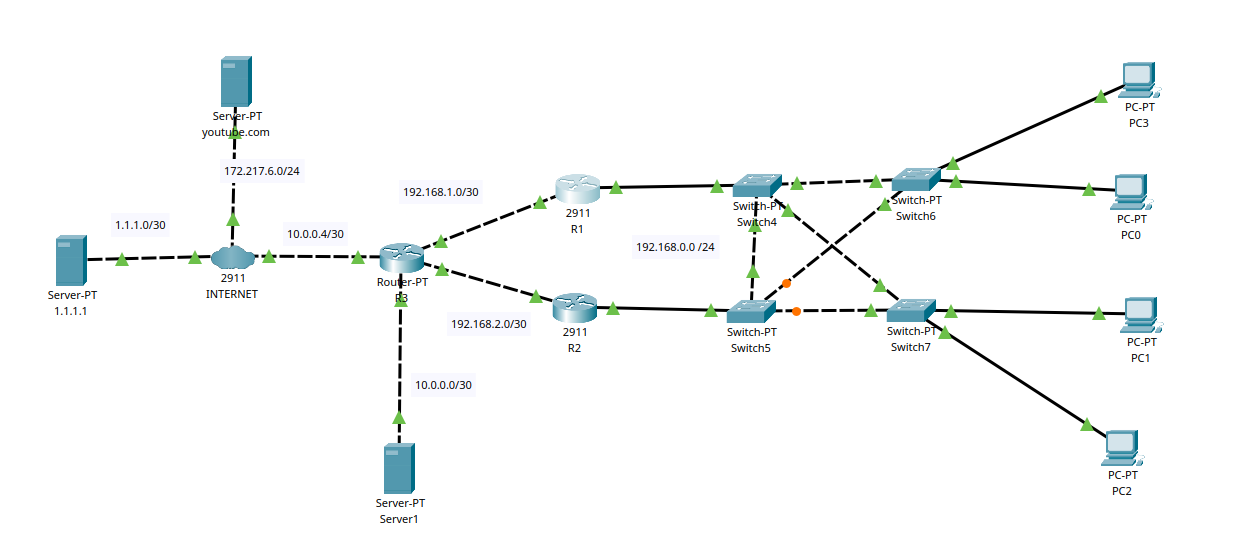 Server-PT
youtube.com
172.217.6.0/24
1.1.1.0/30
10.0.0.4/30
Server-PT
1.1.1.1
2911
INTERNET
Router-PT
R3
192.168.1.0/30
2911
R1
192.168.0.0 /24
192.168.2.0/30
2911
R2
10.0.0.0/30
Server-PT
Server1
Switch-PT
Switch4
Switch-PT
Switch5
Switch-PT
Switch6
Switch-PT
Switch7
PC-PT
PC3
PC-PT
PC0
PC-PT
PC1
PC-PT
PC2